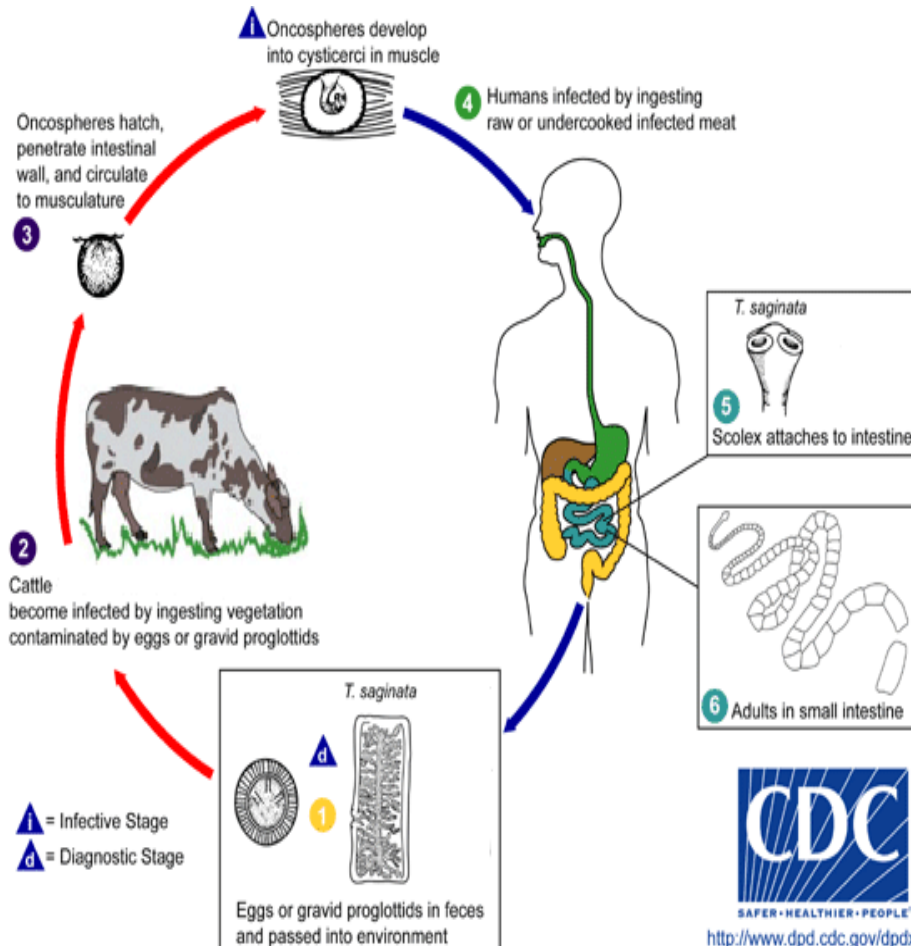 i
Oncospheres develop
into cysticerci in muscle
4
Humans infected by ingesting
raw or undercooked infected meat
Oncospheres hatch,
penetrate intestinal
wall, and circulate
to musculature
3
T. saginata
5
Scolex attaches to intestine
2
Cattle
become infected by ingesting vegetation
contaminated by eggs or gravid proglottids
6
Adults in small intestine
T. saginata
d
1
Eggs or gravid proglottids in feces
and passed into environment
i = Infective Stage
d = Diagnostic Stage
CDC
SAFER•HEALTHIER•PEOPLE
http://www.dpd.cdc.gov/dpdx